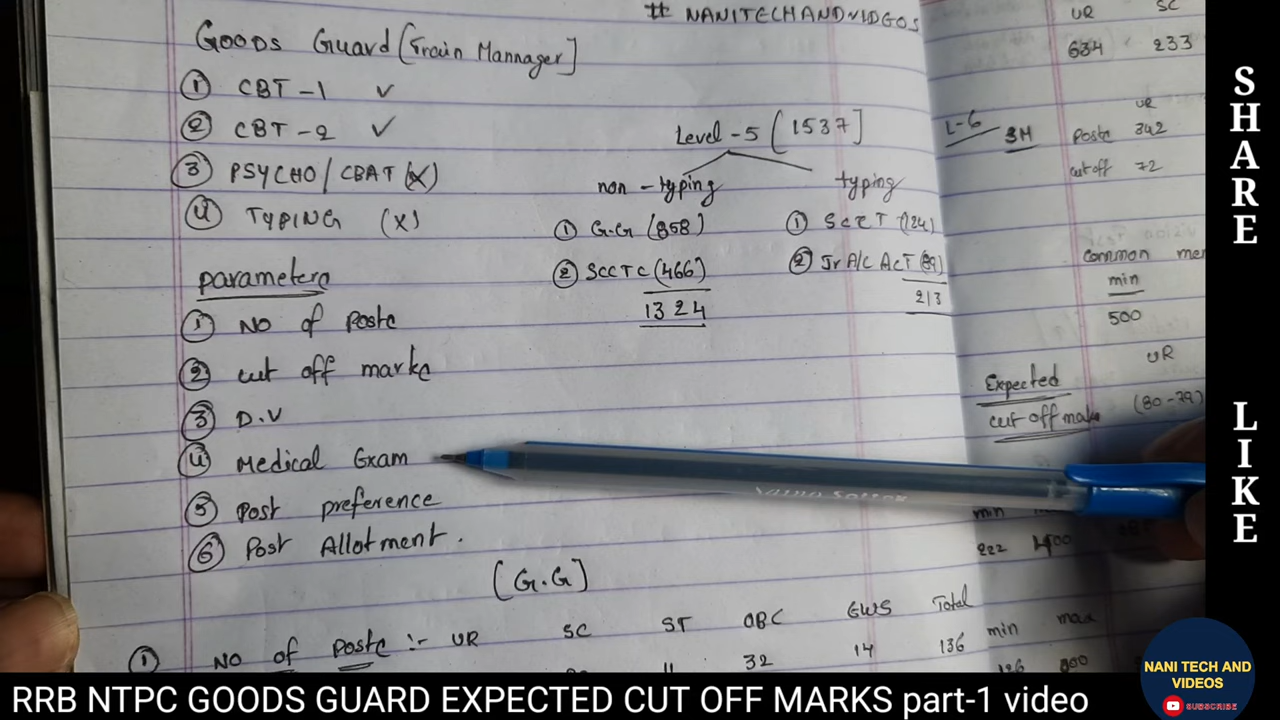 # NANITECHANDVIDEOS
GOODS GUARD [Train Mannager]
① CBT-1 ✓
② CBT-2 ✓
③ PSYCHO/CBAT (X)
④ TYPING (X)
Level-5 [1537]
non-typing typing
① G.G (858) ① SCCT (124)
② SCCTC (466) ② Jr A/C ACT (89)
1324 213
parameters
① NO of Posts
② cut off marks
③ D.V
④ Medical Exam
⑤ Post preference
⑥ Post Allotment.
(G.G)
① NO of Posts :- UR SC ST OBC EWS Total
11 32 14 136
UR SC
634 233
L-6 SM
UR
Posts 342
cut off 72
common
min
500
UR
Expected
cut off marks (80-79)
min
222
min max
SHARE
LIKE
NANI TECH AND
VIDEOS
SUBSCRIBE
RRB NTPC GOODS GUARD EXPECTED CUT OFF MARKS part-1 video